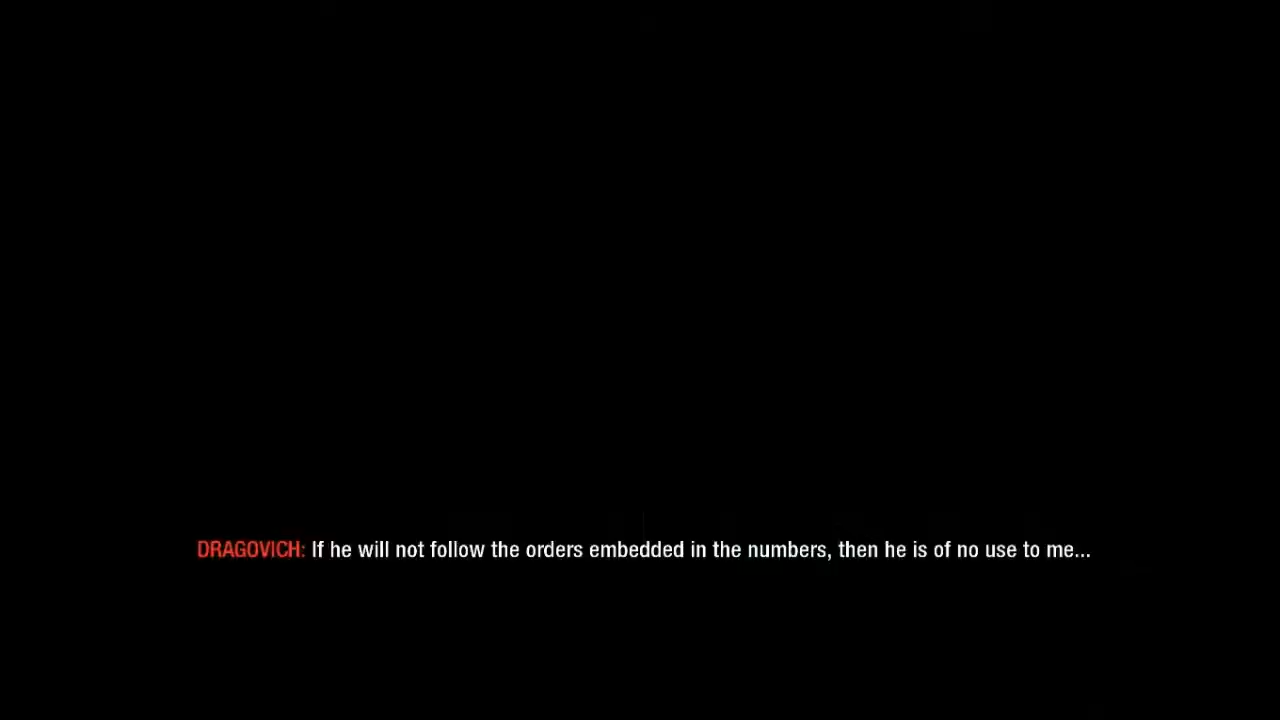 DRAGOVICH: If he will not follow the orders embedded in the numbers, then he is of no use to me...